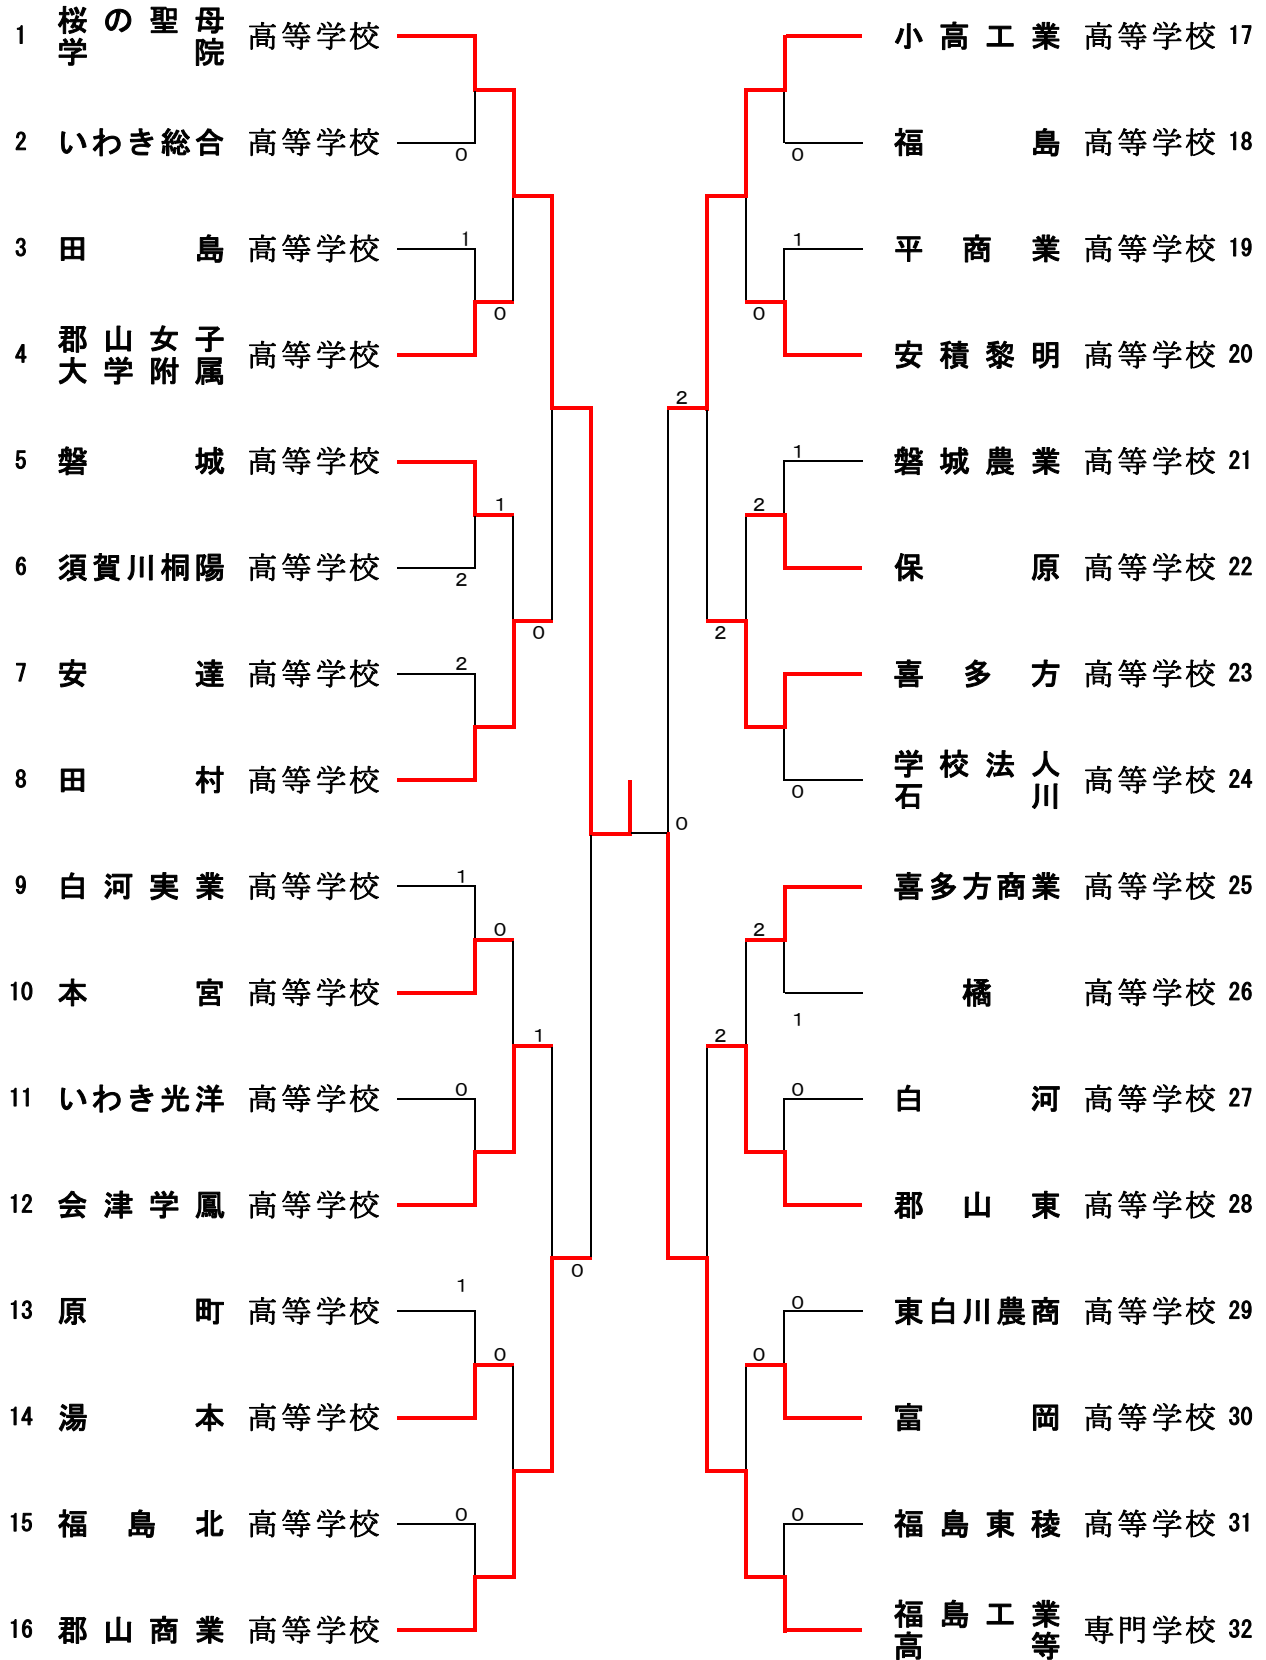 1 桜の聖母学院 高等学校
2 いわき総合 高等学校
0
3 田島 高等学校
1
0
4 郡山女子大学附属 高等学校
5 磐城 高等学校
1
6 須賀川桐陽 高等学校
2
0
7 安達 高等学校
2
8 田村 高等学校
9 白河実業 高等学校
1
0
10 本宮 高等学校
1
11 いわき光洋 高等学校
0
12 会津学鳳 高等学校
0
13 原町 高等学校
1
0
14 湯本 高等学校
15 福島北 高等学校
0
16 郡山商業 高等学校
小高工業 高等学校 17
福島 高等学校 18
0
平商業 高等学校 19
1
0
安積黎明 高等学校 20
2
磐城農業 高等学校 21
1
2
保原 高等学校 22
2
喜多方 高等学校 23
学校法人石川 高等学校 24
0
0
喜多方商業 高等学校 25
2
橘 高等学校 26
1
2
白河 高等学校 27
0
郡山東 高等学校 28
東白川農商 高等学校 29
0
0
富岡 高等学校 30
福島東稜 高等学校 31
0
福島工業高等 専門学校 32